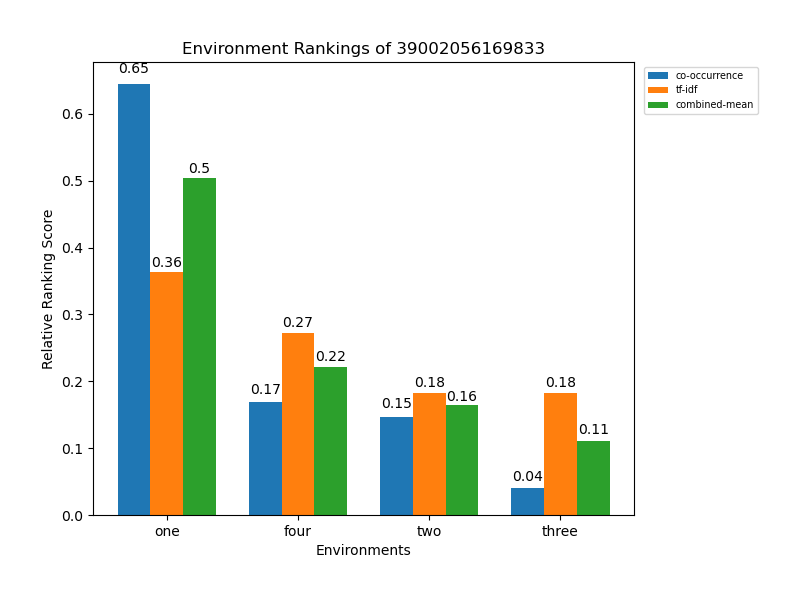 Environment Rankings of 39002056169833
co-occurrence
tf-idf
combined-mean
Relative Ranking Score
0.6
0.5
0.4
0.3
0.2
0.1
0.0
0.65
0.36
0.5
0.17
0.27
0.22
0.15
0.18
0.16
0.04
0.18
0.11
one
four
two
three
Environments